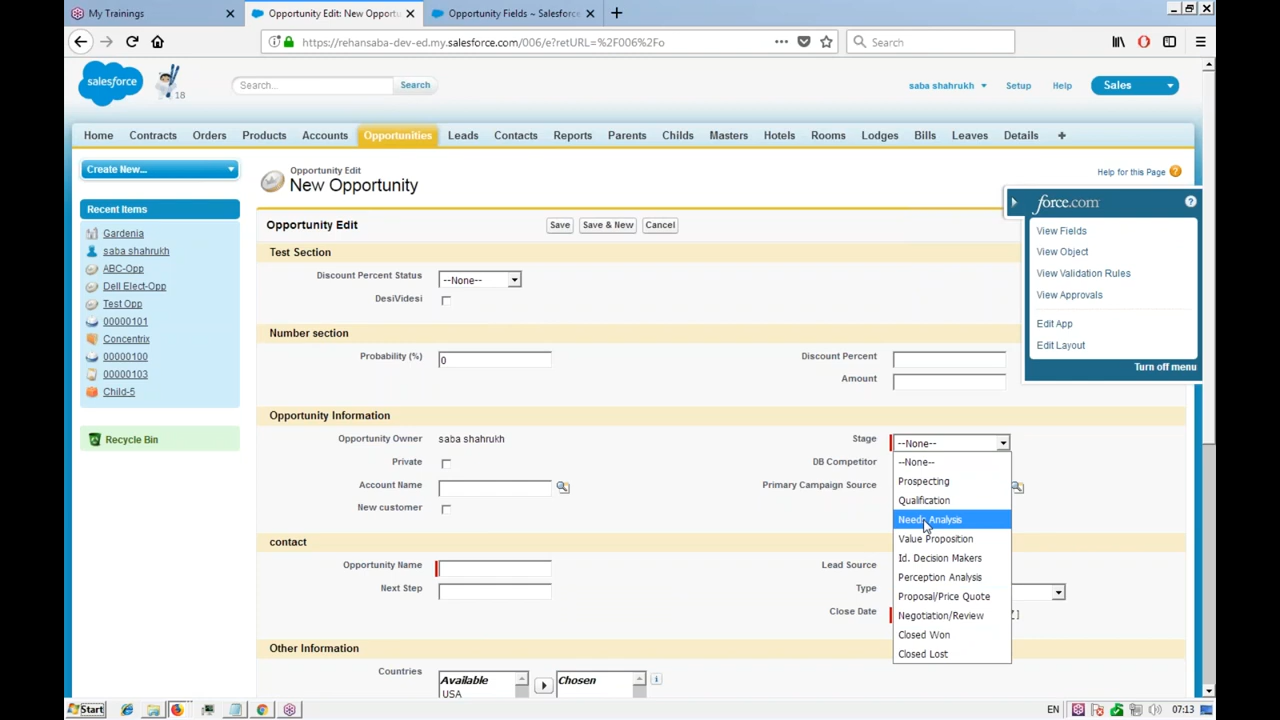 My Trainings
Opportunity Edit: New Opportu
Opportunity Fields ~ Salesforce
https://rehansaba-dev-ed.my.salesforce.com/006/e?retURL=%2F006%2Fo
Search
salesforce
18
Search...
Search
saba shahrukh
Setup
Help
Sales
Home
Contracts
Orders
Products
Accounts
Opportunities
Leads
Contacts
Reports
Parents
Childs
Masters
Hotels
Rooms
Lodges
Bills
Leaves
Details
Create New...
Recent Items
Gardenia
saba shahrukh
ABC-Opp
Dell Elect-Opp
Test Opp
00000101
Concentrix
00000100
00000103
Child-5
Recycle Bin
Opportunity Edit
New Opportunity
Help for this Page ?
force.com ?
View Fields
View Object
View Validation Rules
View Approvals
Edit App
Edit Layout
Turn off menu
Opportunity Edit
Save
Save & New
Cancel
Test Section
Discount Percent Status
--None--
DesiVidesi
Number section
Probability (%)
0
Discount Percent
Amount
Opportunity Information
Opportunity Owner
saba shahrukh
Stage
--None--
Private
DB Competitor
Account Name
Primary Campaign Source
New customer
--None--
Prospecting
Qualification
Needs Analysis
Value Proposition
Id. Decision Makers
Perception Analysis
Proposal/Price Quote
Negotiation/Review
Closed Won
Closed Lost
contact
Opportunity Name
Lead Source
Next Step
Type
Close Date
Other Information
Countries
Available
USA
Chosen
Start
EN
07:13